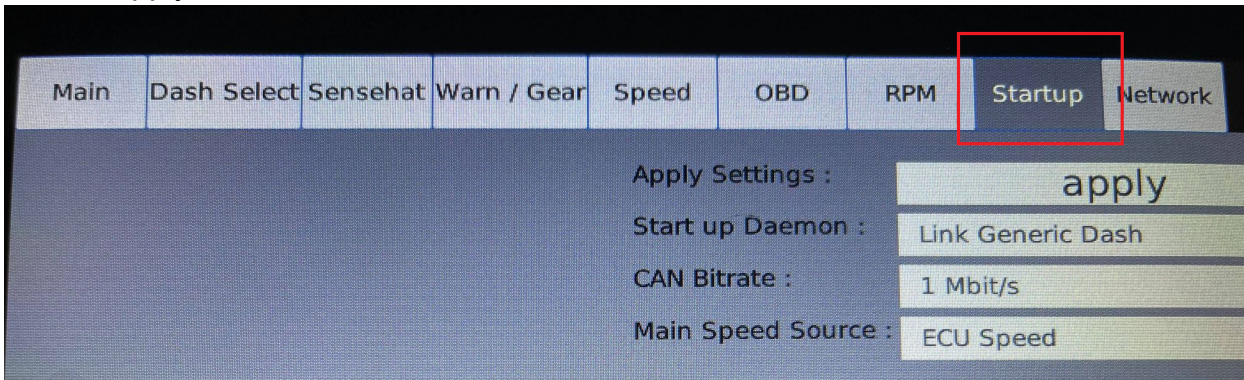 Main Dash Select Sensehat Warn / Gear Speed OBD RPM Startup Network
Apply Settings : apply
Start up Daemon : Link Generic Dash
CAN Bitrate : 1 Mbit/s
Main Speed Source : ECU Speed